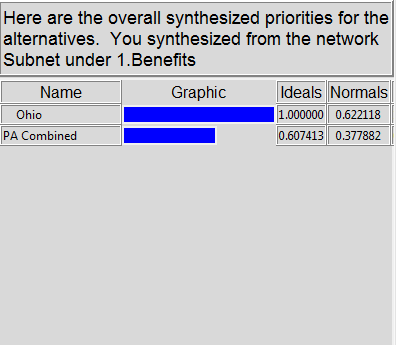 Here are the overall synthesized priorities for the
alternatives.  You synthesized from the network
Subnet under 1.Benefits
Name Graphic Ideals Normals
Ohio 1.000000 0.622118
PA Combined 0.607413 0.377882